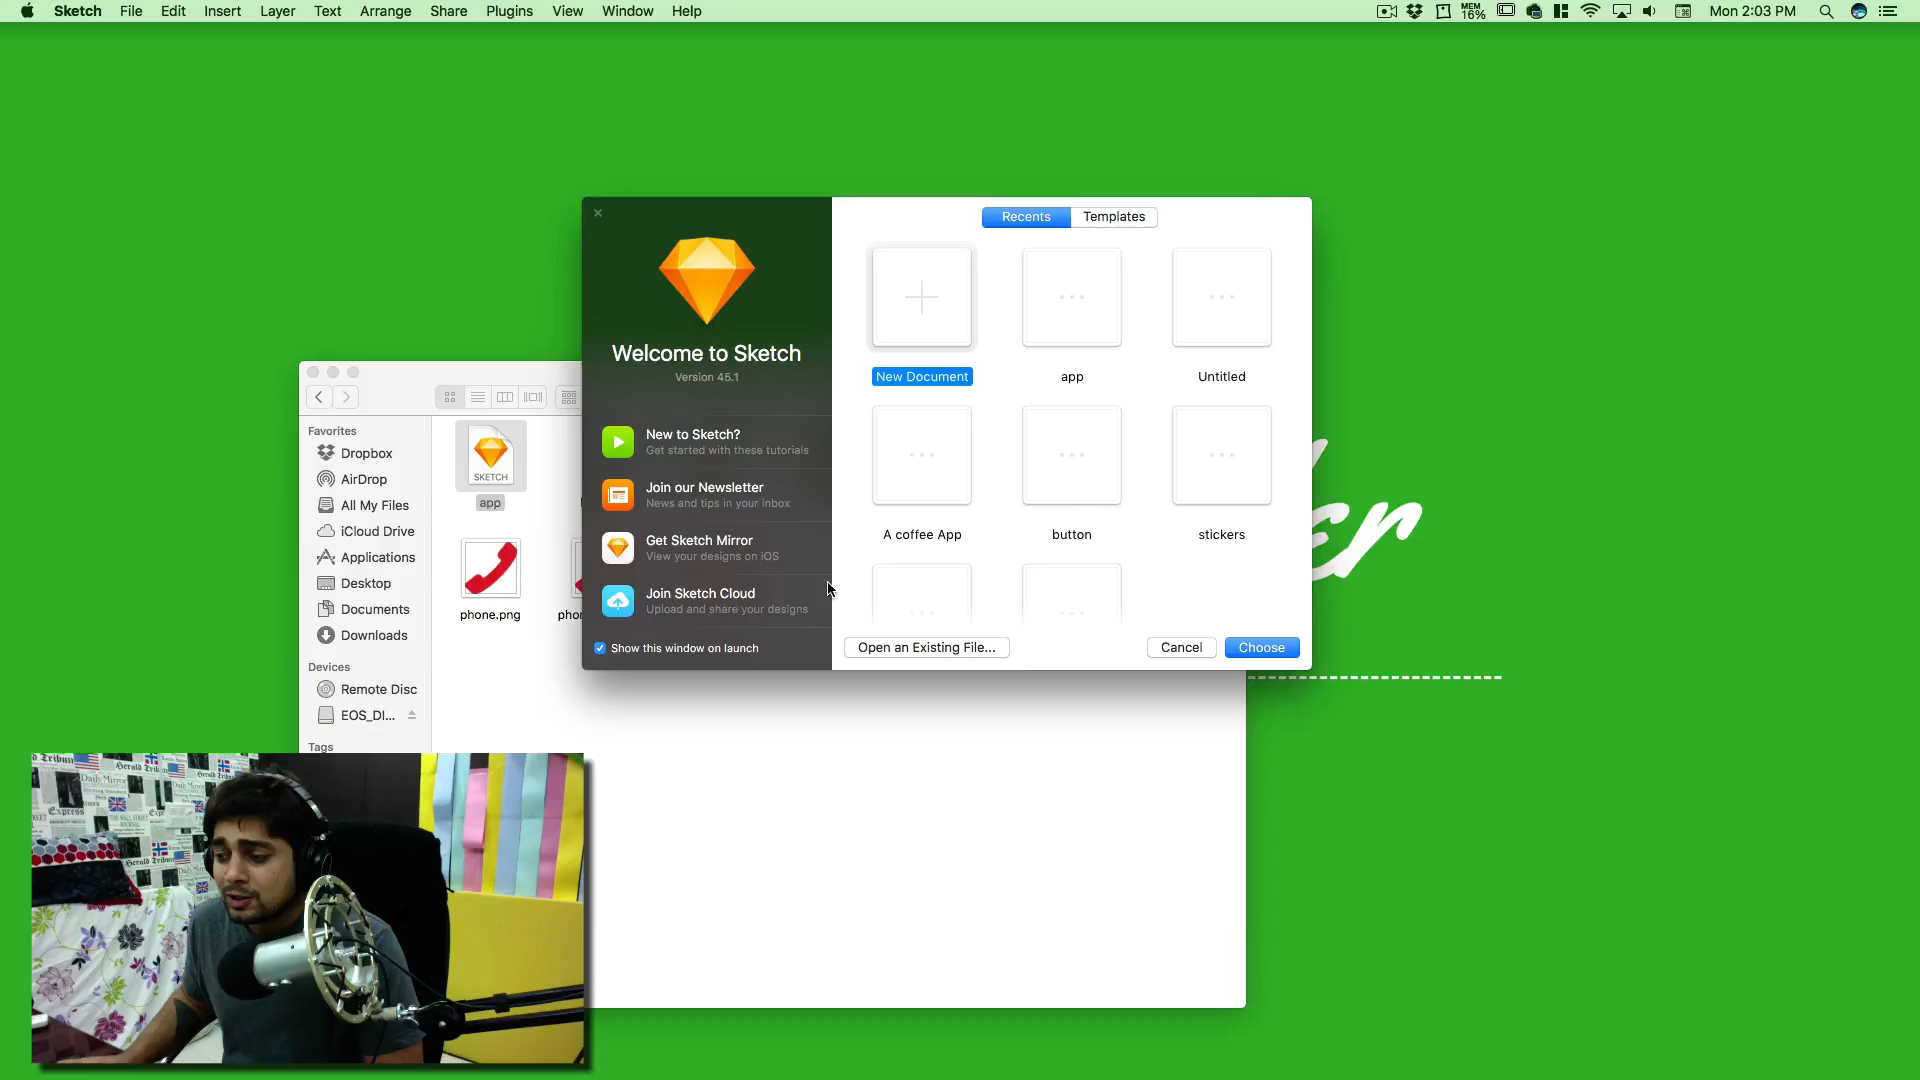 Sketch File Edit Insert Layer Text Arrange Share Plugins View Window Help
MEM
16%
Mon 2:03 PM
Recents Templates
Welcome to Sketch
Version 45.1
New to Sketch?
Get started with these tutorials
Join our Newsletter
News and tips in your inbox
Get Sketch Mirror
View your designs on iOS
Join Sketch Cloud
Upload and share your designs
Show this window on launch
New Document app Untitled
A coffee App button stickers
Open an Existing File... Cancel Choose
Favorites
Dropbox
AirDrop
All My Files
iCloud Drive
Applications
Desktop
Documents
Downloads
Devices
Remote Disc
EOS_DI...
Tags
SKETCH
app
phone.png
phon
er
Daily Mirror
Express